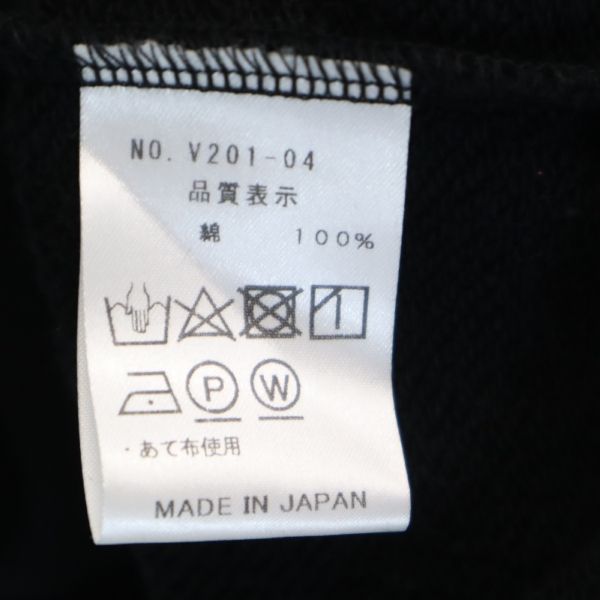 NO. V201-04
品質表示
綿 100%
P W
・あて布使用
MADE IN JAPAN